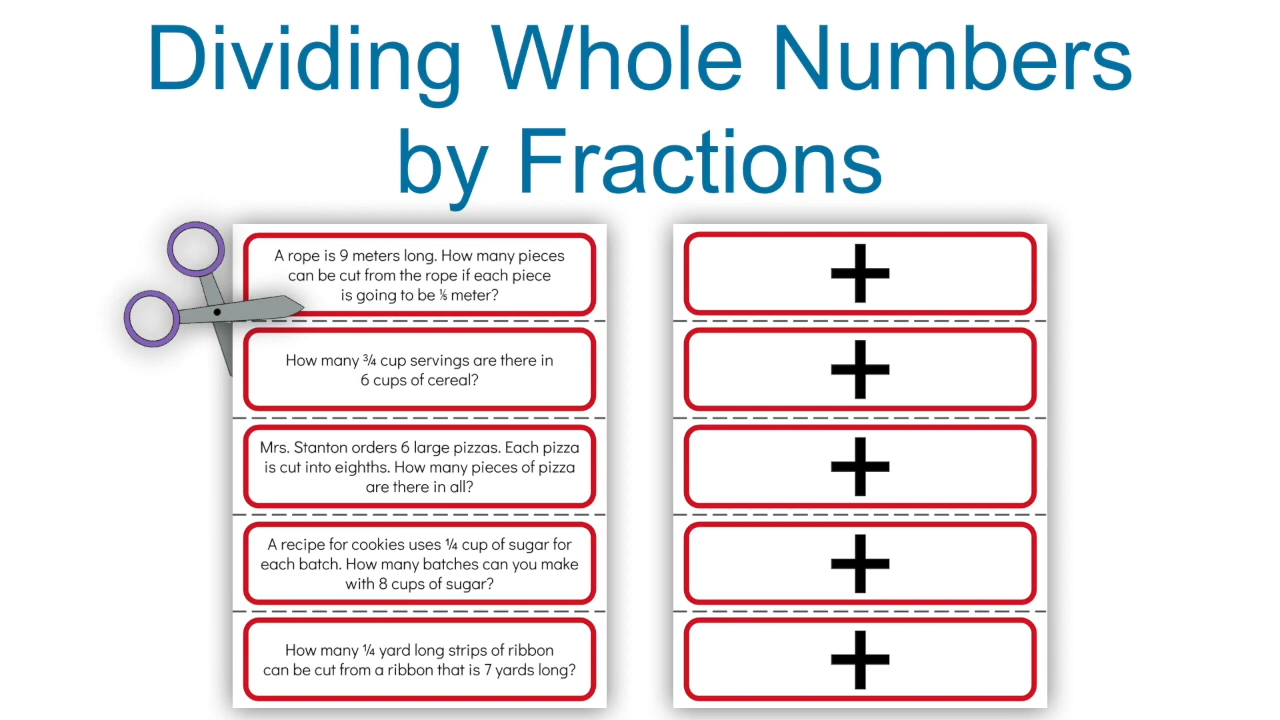 Dividing Whole Numbers
by Fractions
A rope is 9 meters long. How many pieces
can be cut from the rope if each piece
is going to be meter?
How many ¾ cup servings are there in
6 cups of cereal?
Mrs. Stanton orders 6 large pizzas. Each pizza
is cut into eighths. How many pieces of pizza
are there in all?
A recipe for cookies uses ¼ cup of sugar for
each batch. How many batches can you make
with 8 cups of sugar?
How many ¼ yard long strips of ribbon
can be cut from a ribbon that is 7 yards long?
+
+
+
+
+